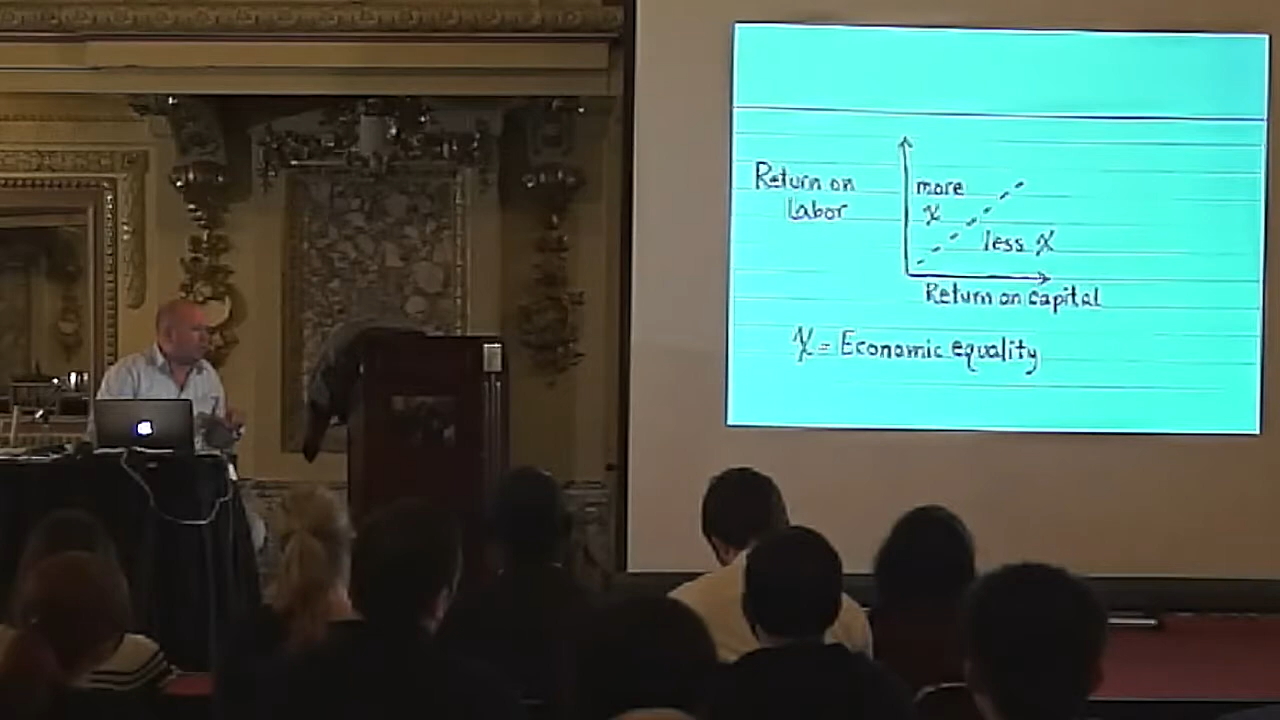 Return on
Labor
more
X
less X
Return on capital
X = Economic equality